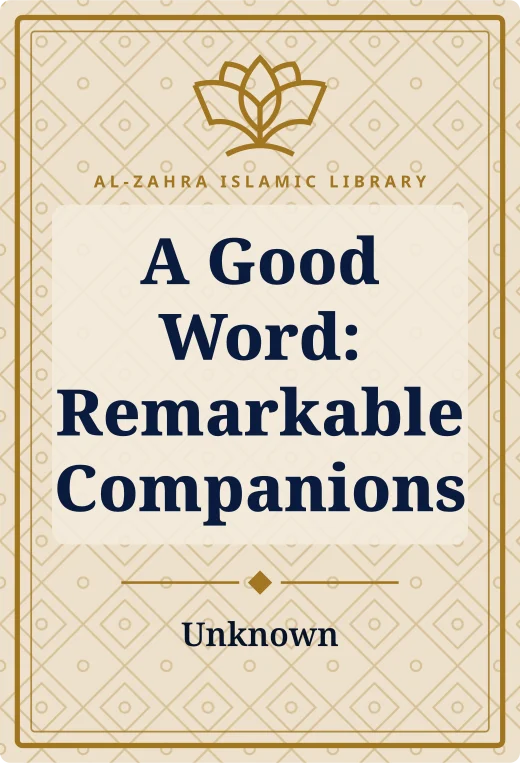 AL-ZAHRA ISLAMIC LIBRARY
A Good
Word:
Remarkable
Companions
Unknown